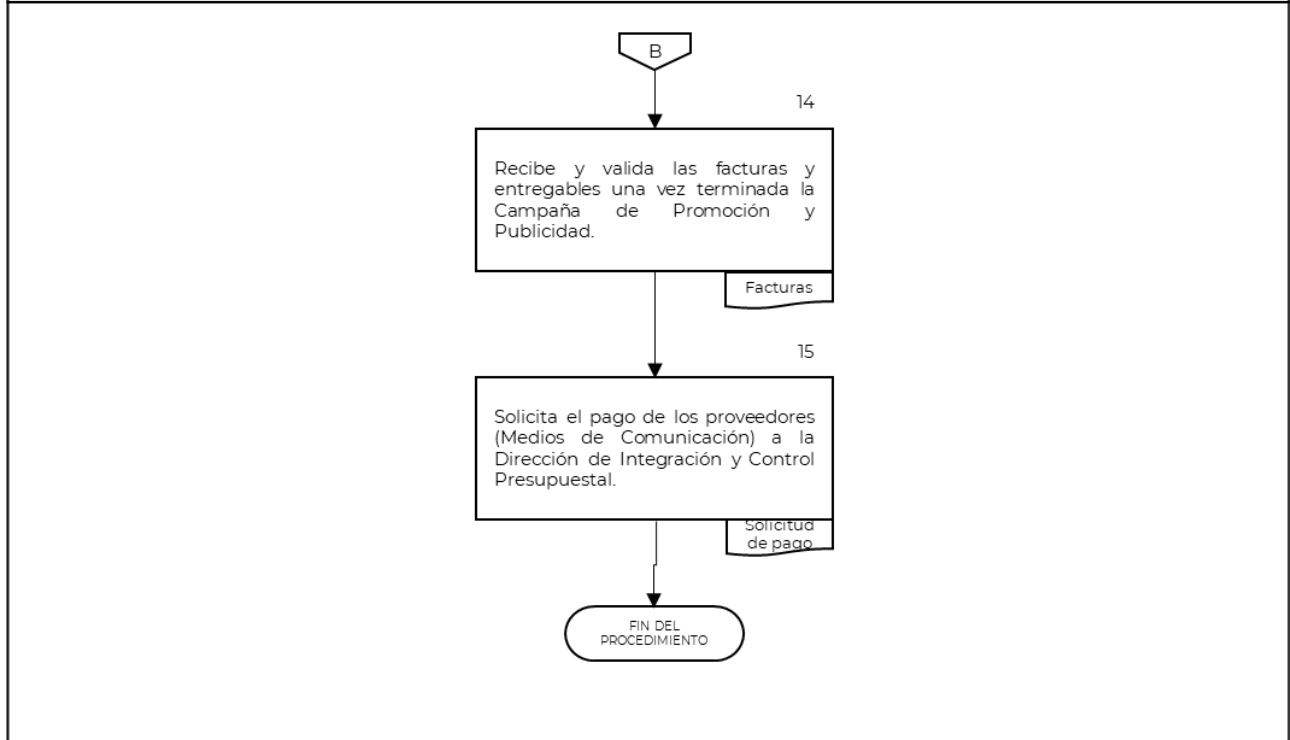 B
14
Recibe y valida las facturas y
entregables una vez terminada la
Campaña de Promoción y
Publicidad.
Facturas
15
Solicita el pago de los proveedores
(Medios de Comunicación) a la
Dirección de Integración y Control
Presupuestal.
Solicitud
de pago
FIN DEL
PROCEDIMIENTO